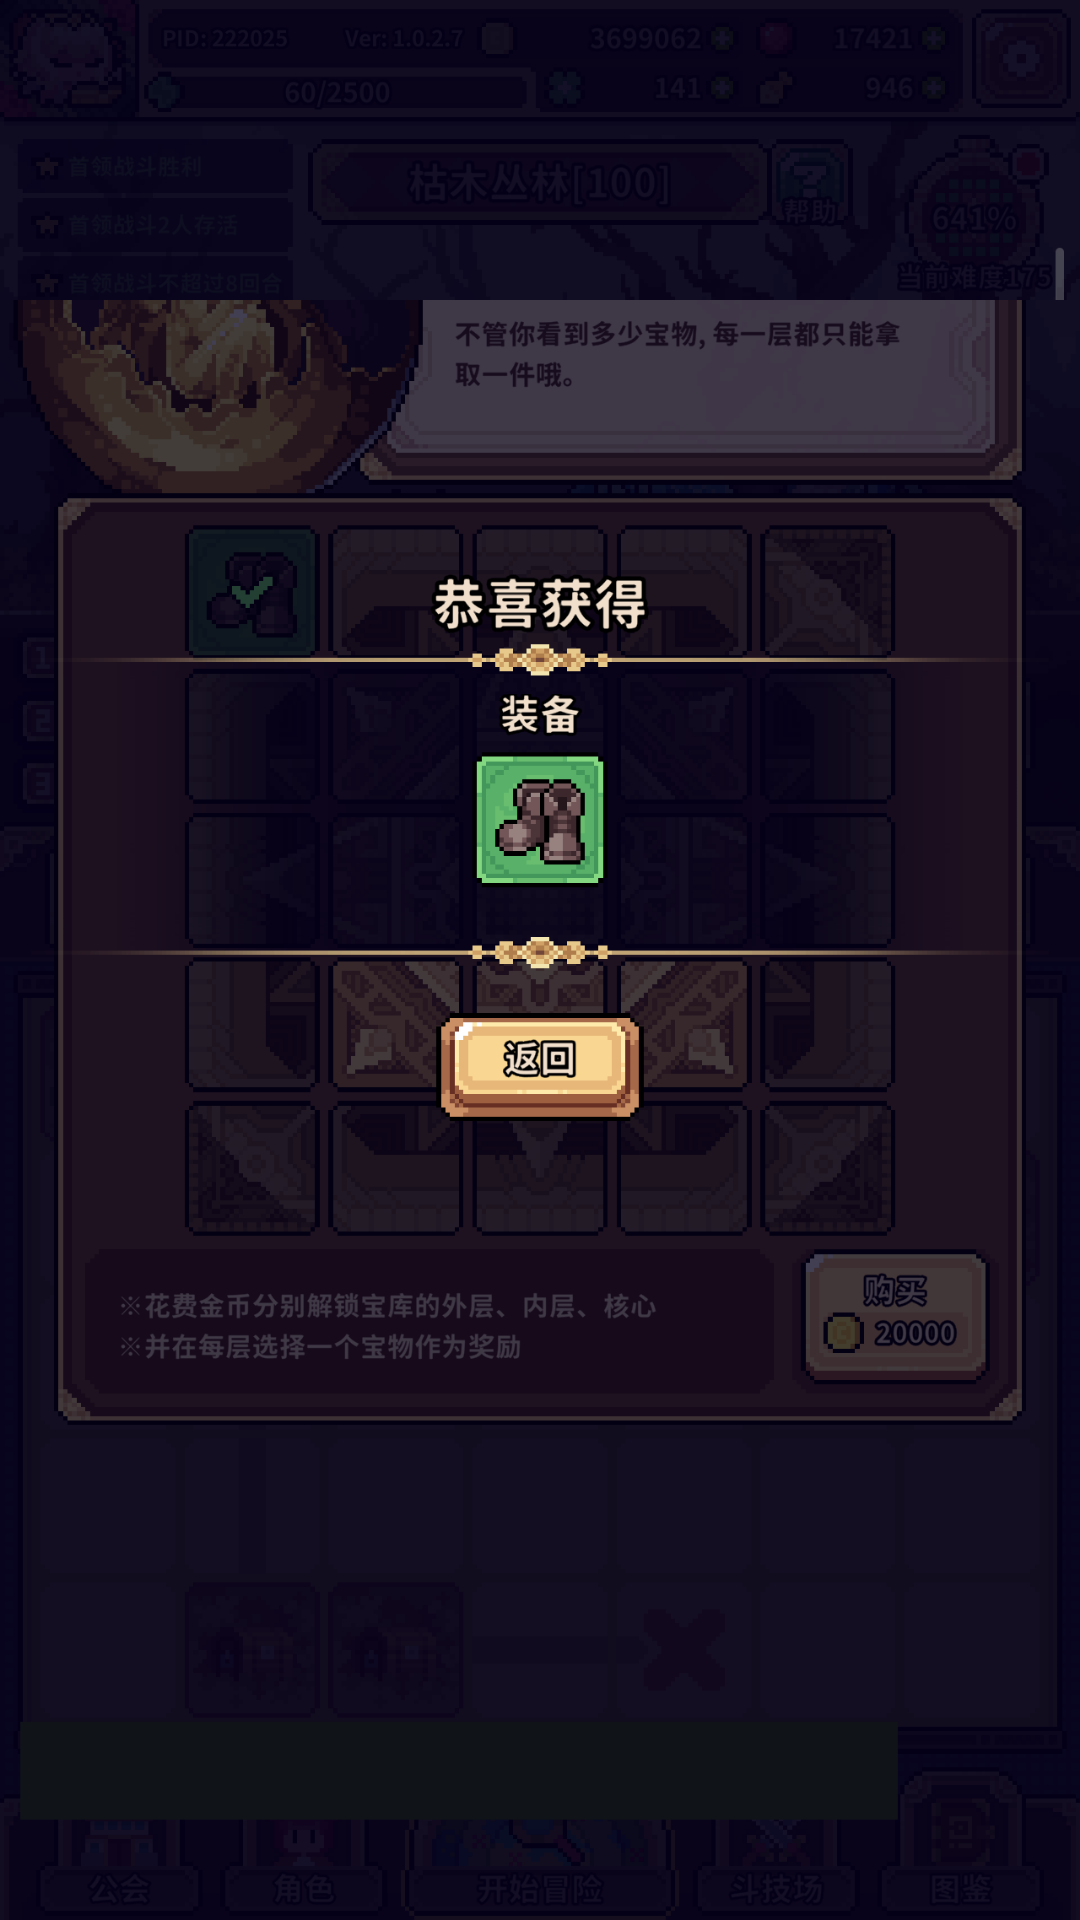 PID: 222025
Ver: 1.0.2.7
3699062
17421
60/2500
141
946
首领战斗胜利
首领战斗2人存活
首领战斗不超过8回合
枯木丛林[100]
帮助
641%
当前难度175
不管你看到多少宝物,每一层都只能拿
取一件哦。
恭喜获得
装备
1
2
3
返回
※花费金币分别解锁宝库的外层、内层、核心
※并在每层选择一个宝物作为奖励
购买
20000
公会
角色
开始冒险
斗技场
图鉴